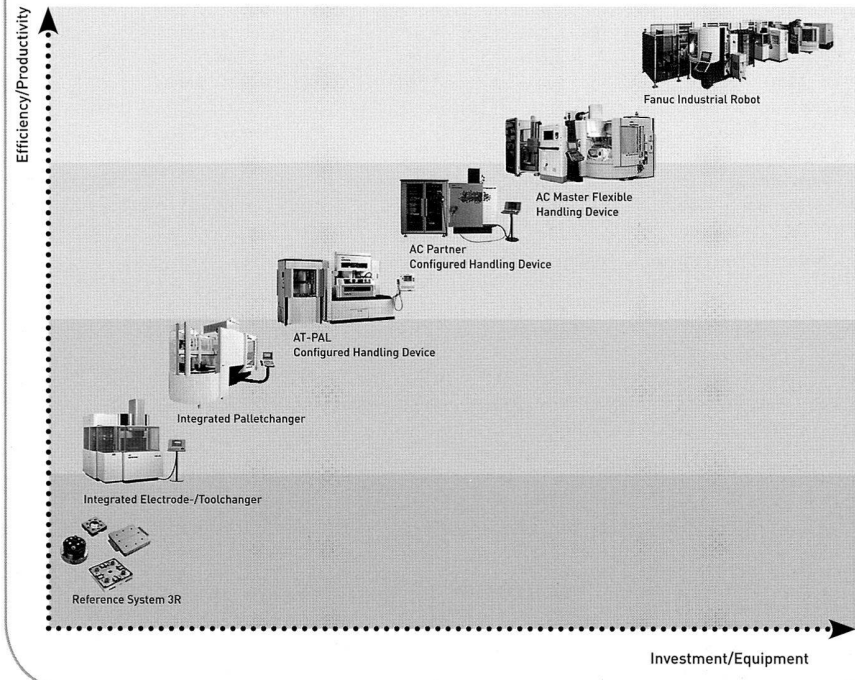 Efficiency/Productivity
Fanuc Industrial Robot
AC Master Flexible
Handling Device
AC Partner
Configured Handling Device
AT-PAL
Configured Handling Device
Integrated Palletchanger
Integrated Electrode-/Toolchanger
Reference System 3R
Investment/Equipment